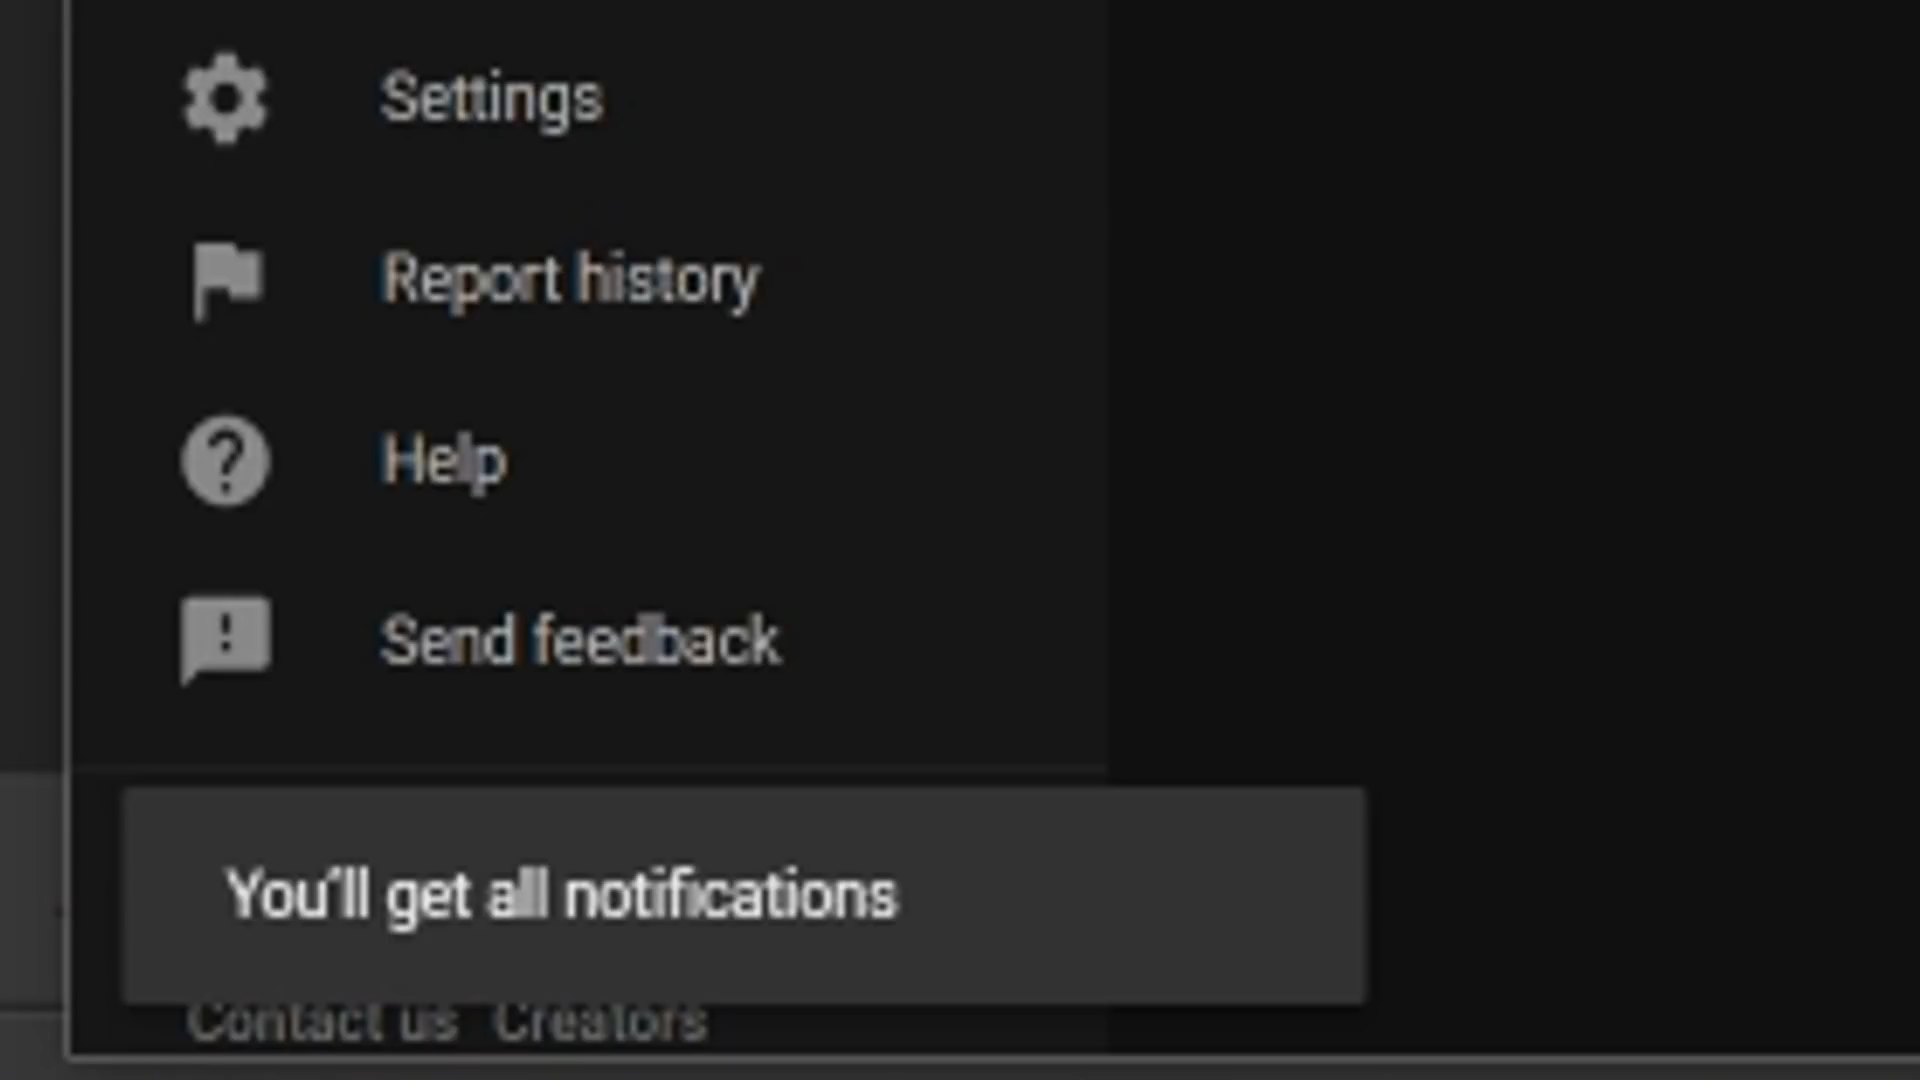 Settings
Report history
Help
Send feedback
You'll get all notifications
Contact us Creators